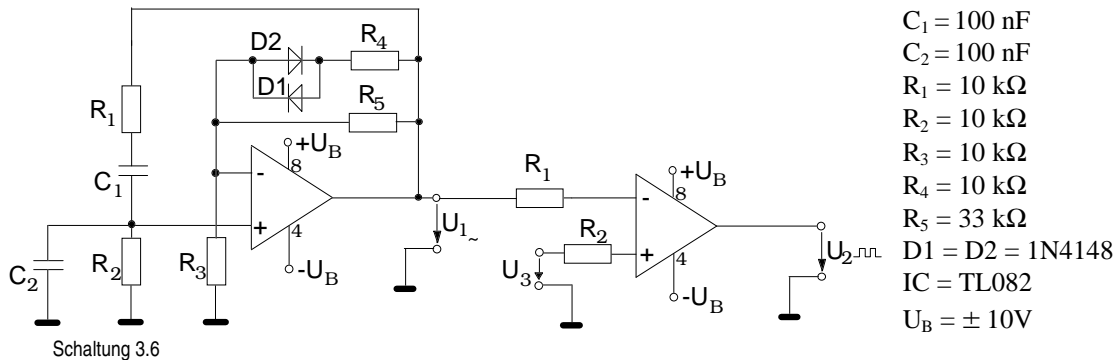 D2
R4
D1
R5
R1
+UB
8
-
C1
+
4
U1~
R2
R3
C2
-UB
R1
+UB
8
-
R2
+
4
U3
-UB
U2
Schaltung 3.6
C1 = 100 nF
C2 = 100 nF
R1 = 10 kΩ
R2 = 10 kΩ
R3 = 10 kΩ
R4 = 10 kΩ
R5 = 33 kΩ
D1 = D2 = 1N4148
IC = TL082
UB = ± 10V